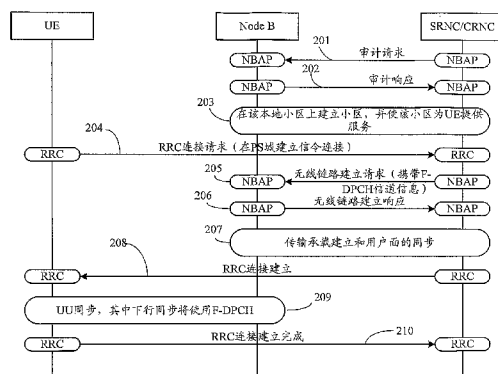 UE
Node B
SRNC/CRNC
201
审计请求
NBAP
NBAP
202
审计响应
NBAP
NBAP
203
在该本地小区上建立小区，并使该小区为UE提供
服务
204
RRC连接请求（在PS域建立信令连接）
RRC
RRC
205
无线链路建立请求（携带F-
DPCH信道信息）
NBAP
NBAP
206
无线链路建立响应
NBAP
NBAP
207
传输承载建立和用户面的同步
208
RRC连接建立
RRC
RRC
UU同步，其中下行同步将使用F-DPCH
209
RRC连接建立完成
210
RRC
RRC